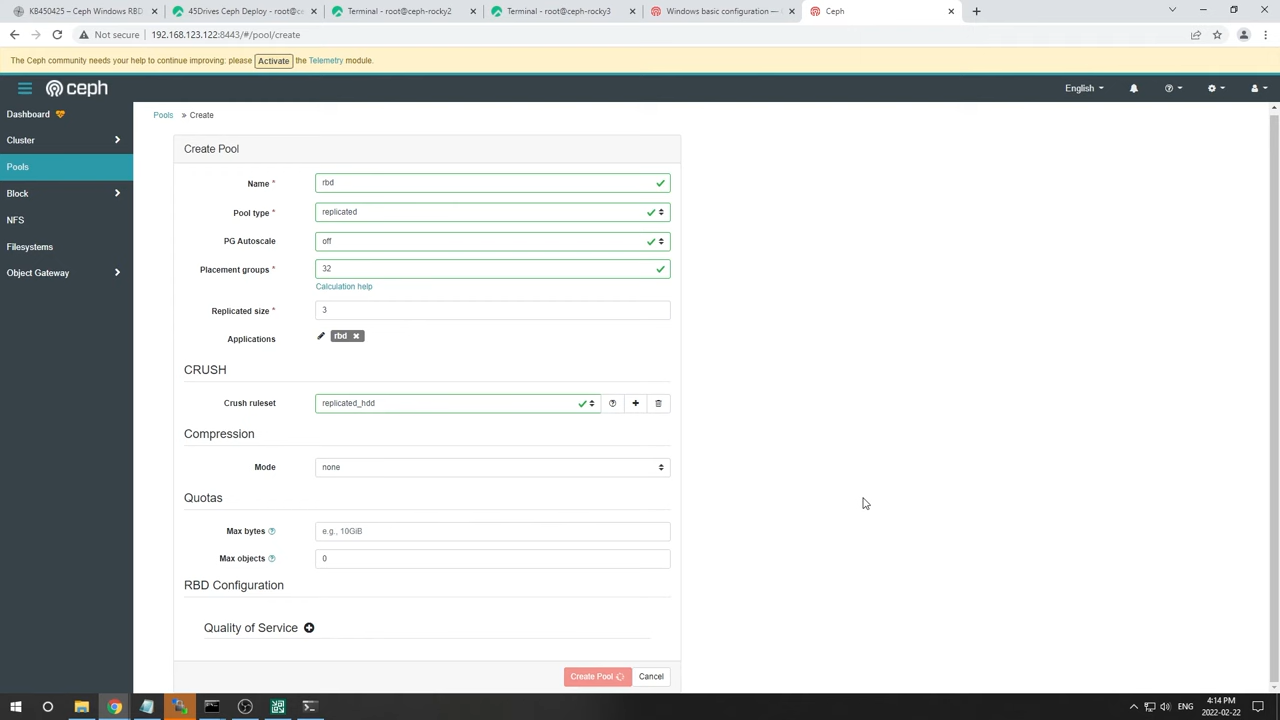 KB450425 - Ceph Windows RBD
45Drives Ceph Deploy - root@ce
Terminal - root@ceph-rocky2
Terminal - root@ceph-rocky3
Windows basic configuration —
Ceph
Not secure
192.168.123.122:8443/#/pool/create
The Ceph community needs your help to continue improving: please Activate the Telemetry module.
ceph
English
Dashboard
Cluster
Pools
Block
NFS
Filesystems
Object Gateway
Pools » Create
Create Pool
Name * rbd
Pool type * replicated
PG Autoscale off
Placement groups * 32
Calculation help
Replicated size * 3
Applications rbd
CRUSH
Crush ruleset replicated_hdd
Compression
Mode none
Quotas
Max bytes e.g., 10GiB
Max objects 0
RBD Configuration
Quality of Service
Create Pool Cancel
ENG
4:14 PM
2022-02-22